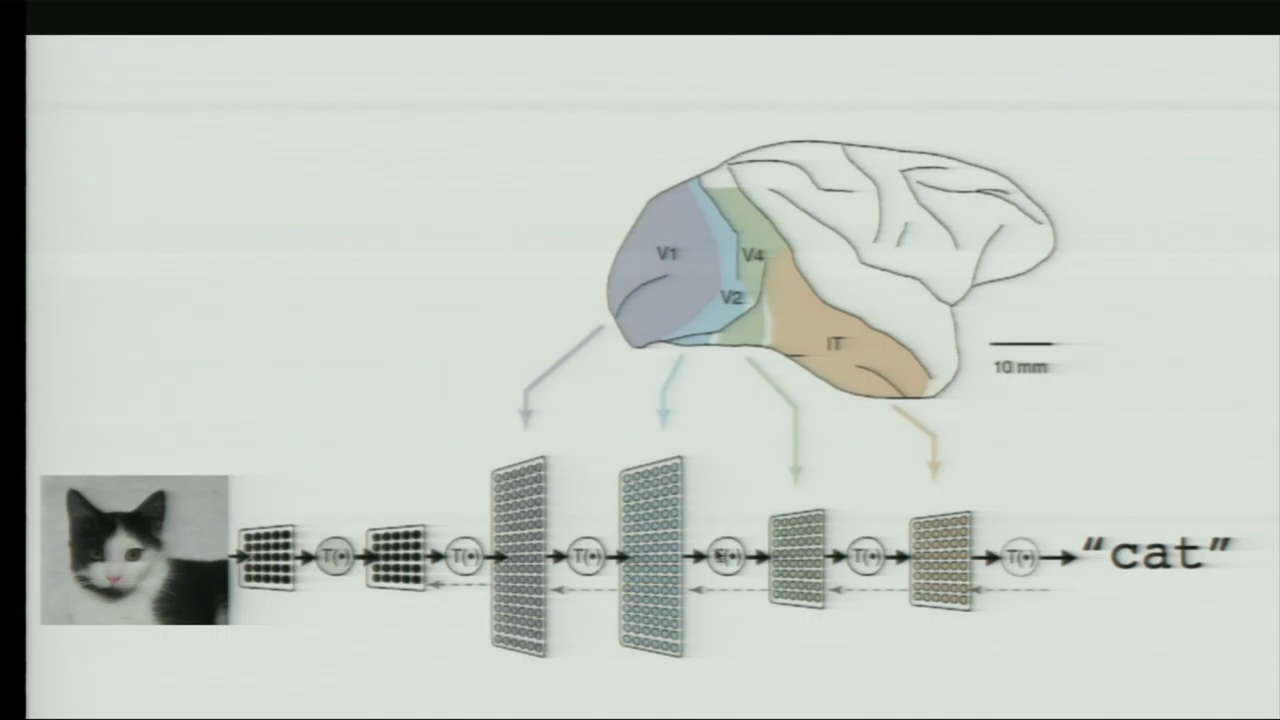 V1
V4
V2
IT
10 mm
T(•)
T(•)
T(•)
T(•)
T(•)
“cat”